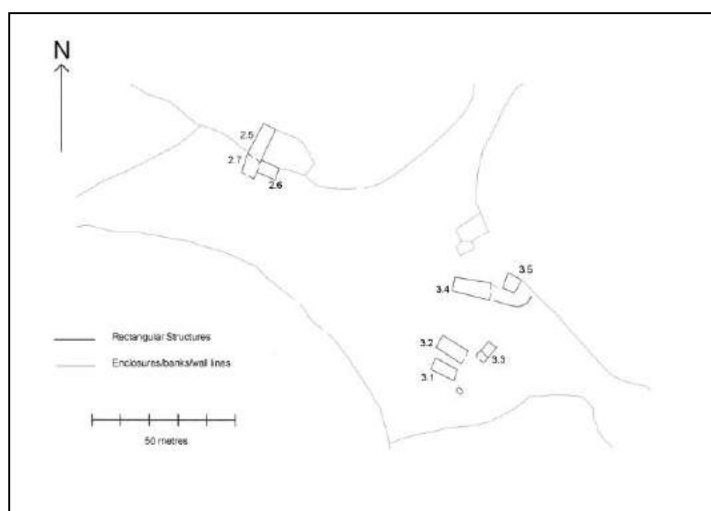 N
2.5
2.7
2.6
3.5
3.4
3.2
3.3
3.1
Rectangular Structures
Enclosures/banks/wall lines
50 metres